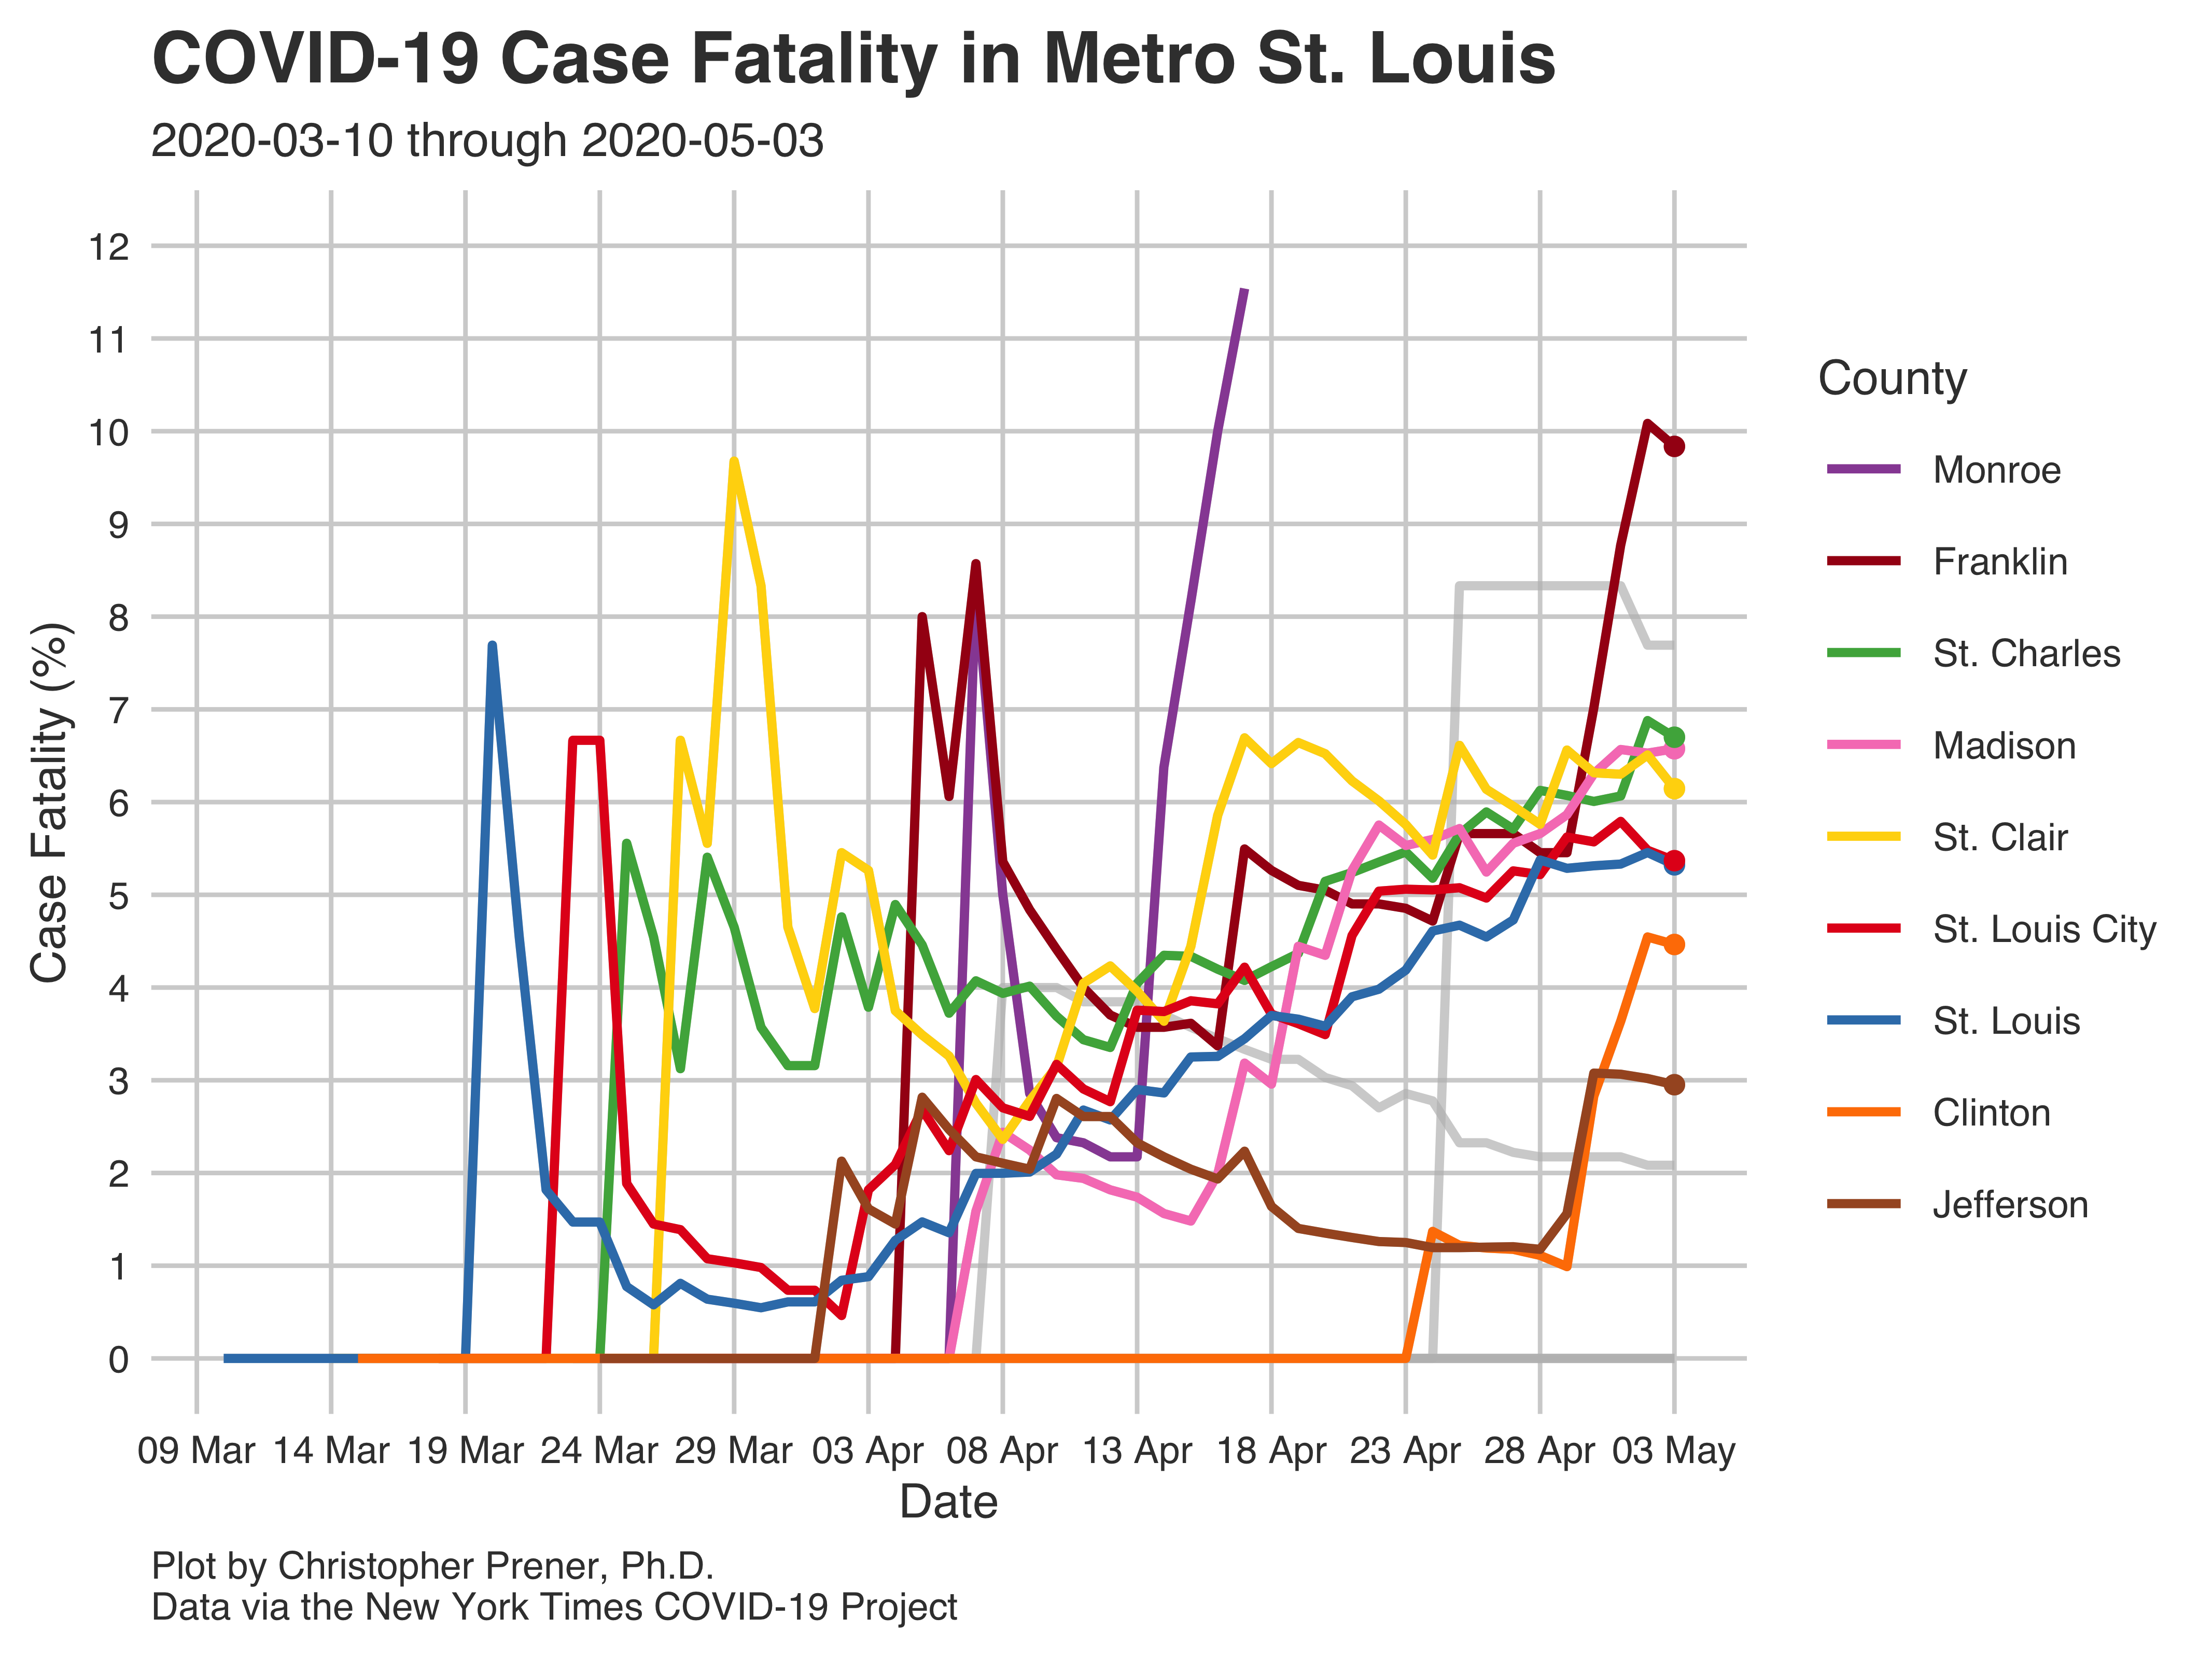 COVID-19 Case Fatality in Metro St. Louis
2020-03-10 through 2020-05-03
Case Fatality (%)
12
11
10
9
8
7
6
5
4
3
2
1
0
09 Mar 14 Mar 19 Mar 24 Mar 29 Mar 03 Apr 08 Apr 13 Apr 18 Apr 23 Apr 28 Apr 03 May
Date
County
Monroe
Franklin
St. Charles
Madison
St. Clair
St. Louis City
St. Louis
Clinton
Jefferson
Plot by Christopher Prener, Ph.D.
Data via the New York Times COVID-19 Project